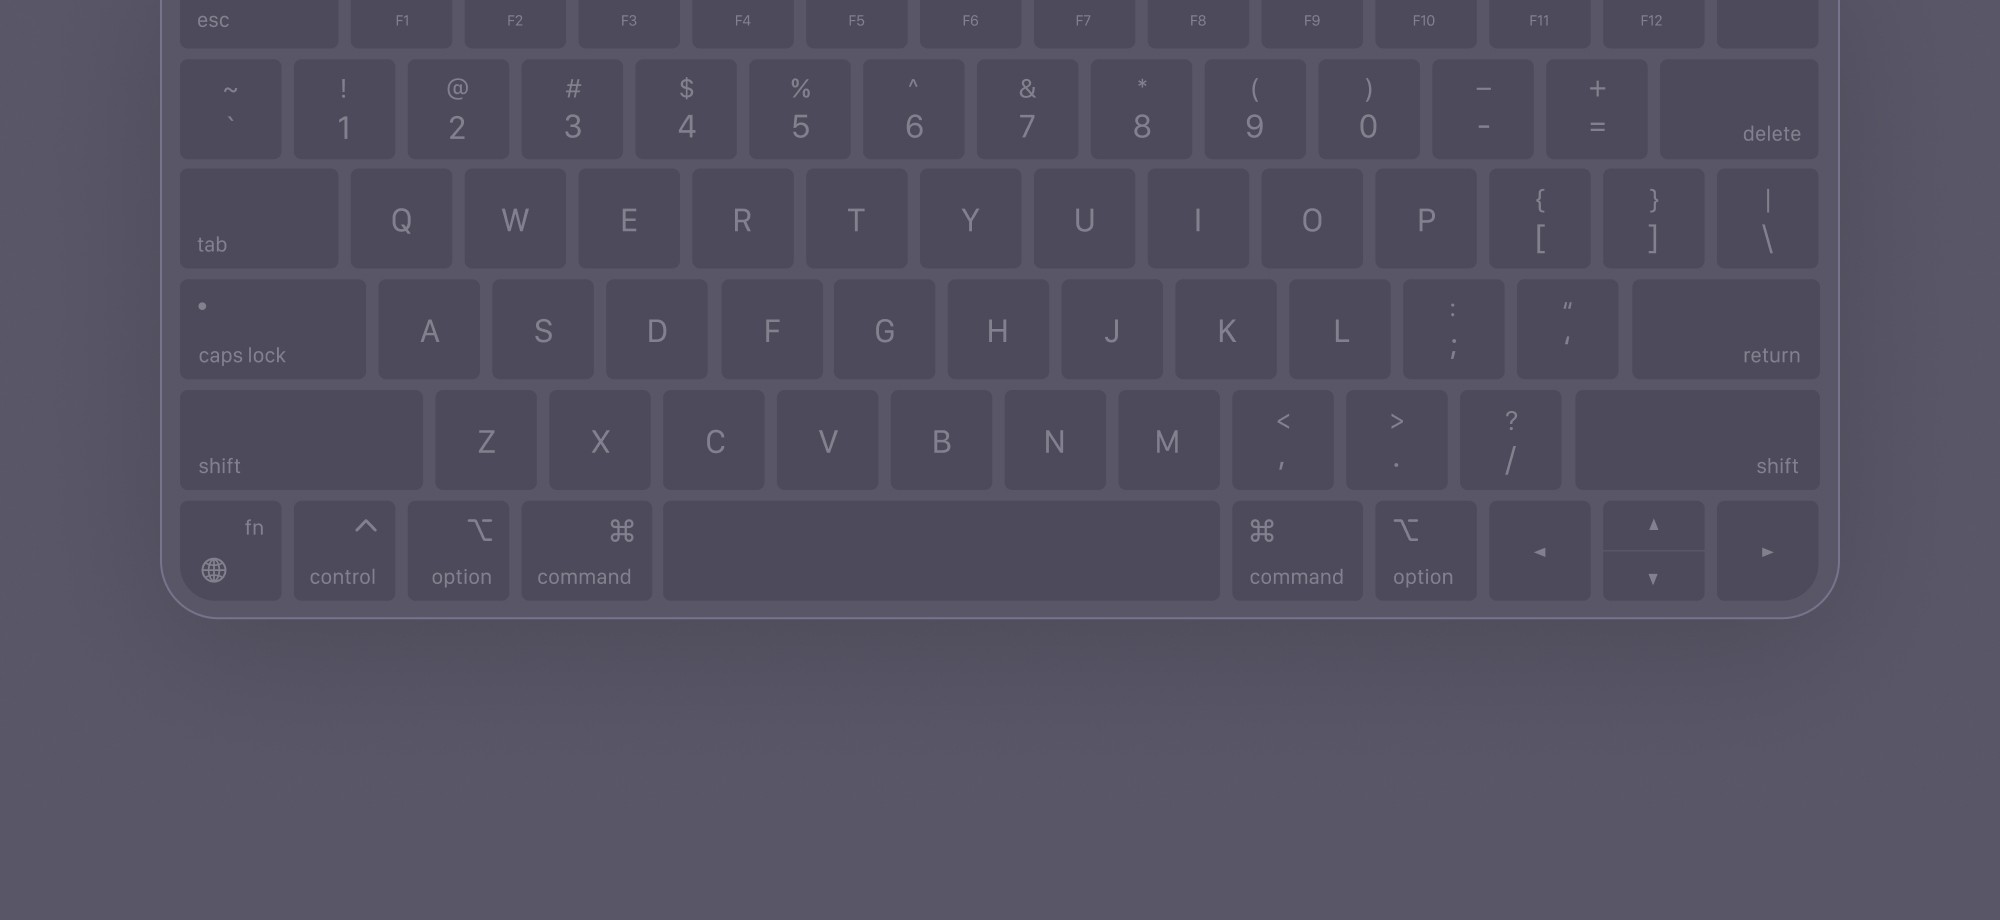 esc F1 F2 F3 F4 F5 F6 F7 F8 F9 F10 F11 F12
~ ! @ # $ % ^ & * ( ) – +
` 1 2 3 4 5 6 7 8 9 0 - = delete
tab Q W E R T Y U I O P { [ } ] | \
caps lock A S D F G H J K L : ; " ' return
shift Z X C V B N M < , > . ? / shift
fn ^ ⌥ ⌘ ⌘ ⌥ ◄ ▲ ▼ ►
control option command command option